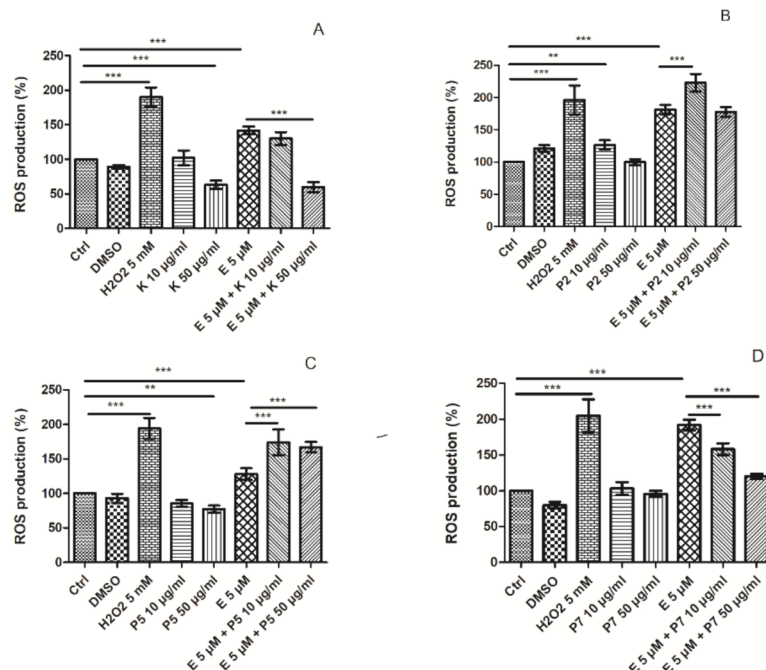 A
ROS production (%)
250
200
150
100
50
0
***
***
***
***
Ctrl
DMSO
H2O2 5 mM
K 10 µg/ml
K 50 µg/ml
E 5 µM
E 5 µM + K 10 µg/ml
E 5 µM + K 50 µg/ml
B
ROS production (%)
250
200
150
100
50
0
***
**
***
***
Ctrl
DMSO
H2O2 5 mM
P2 10 µg/ml
P2 50 µg/ml
E 5 µM
E 5 µM + P2 10 µg/ml
E 5 µM + P2 50 µg/ml
C
ROS production (%)
250
200
150
100
50
0
***
**
***
***
***
Ctrl
DMSO
H2O2 5 mM
P5 10 µg/ml
P5 50 µg/ml
E 5 µM
E 5 µM + P5 10 µg/ml
E 5 µM + P5 50 µg/ml
D
ROS production (%)
250
200
150
100
50
0
***
***
***
***
Ctrl
DMSO
H2O2 5 mM
P7 10 µg/ml
P7 50 µg/ml
E 5 µM
E 5 µM + P7 10 µg/ml
E 5 µM + P7 50 µg/ml